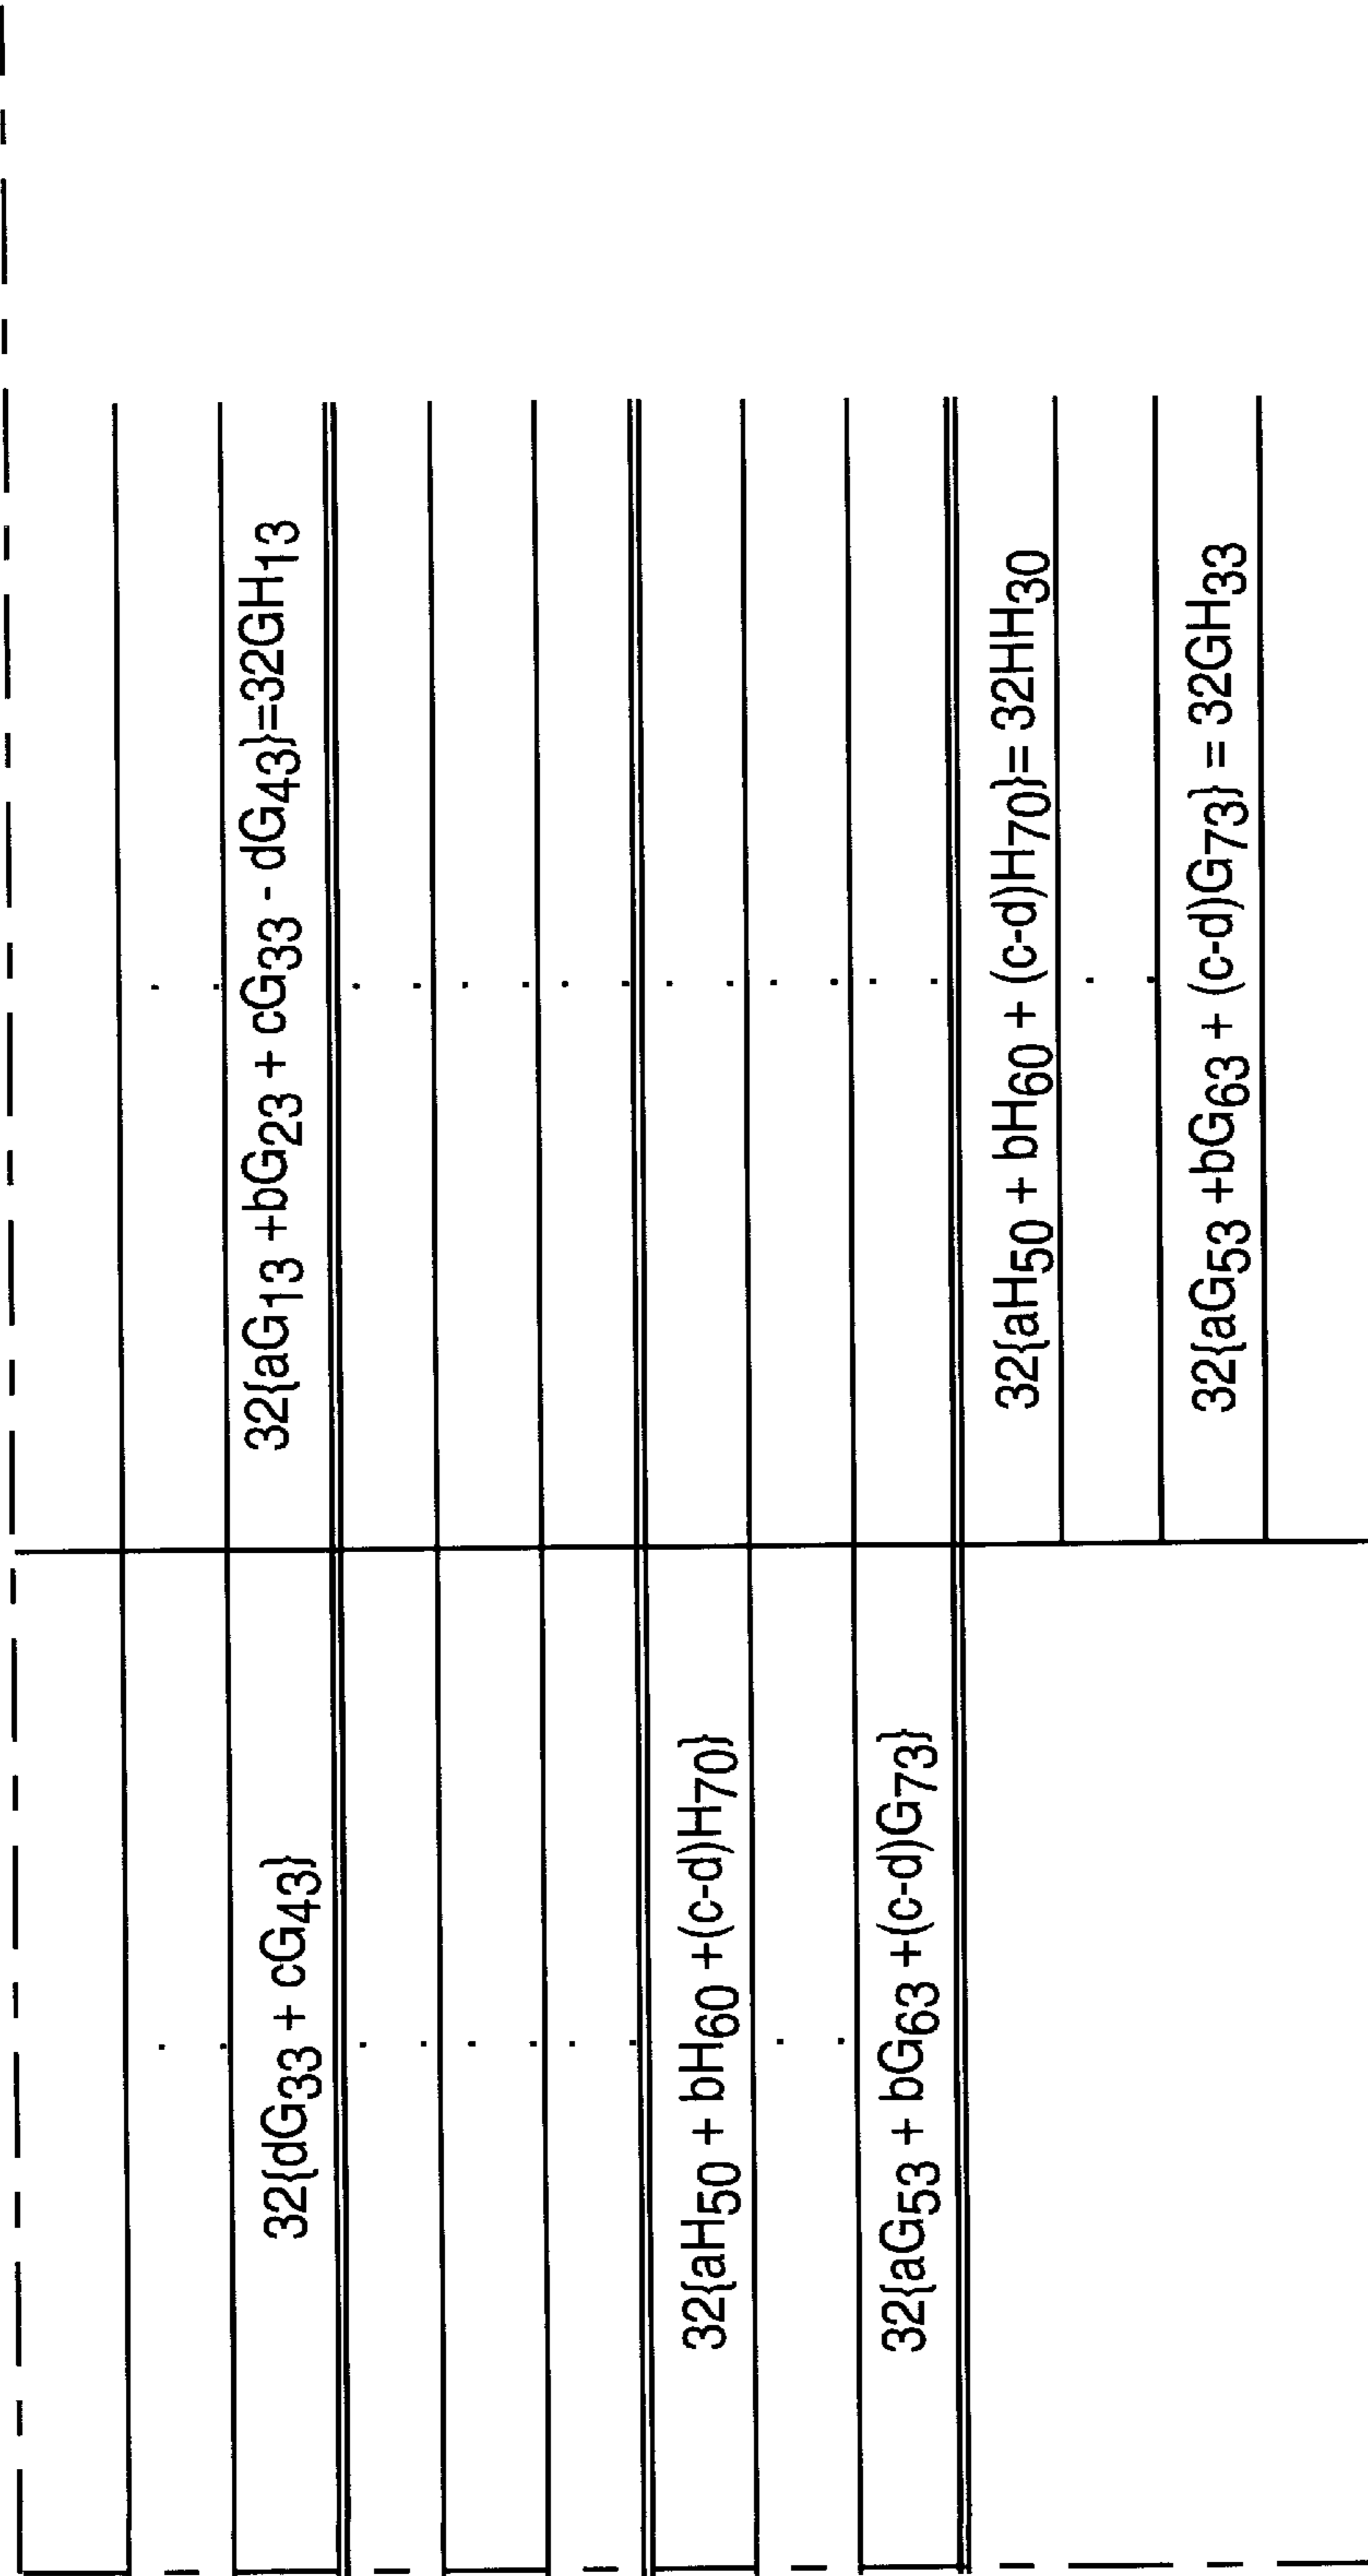 32{dG33 + cG43}
32{aG13 +bG23 + cG33 - dG43}=32GH13
32{aH50 + bH60 +(c-d)H70}
32{aG53 + bG63 +(c-d)G73}
32{aH50 + bH60 + (c-d)H70}= 32HH30
32{aG53 +bG63 + (c-d)G73} = 32GH33